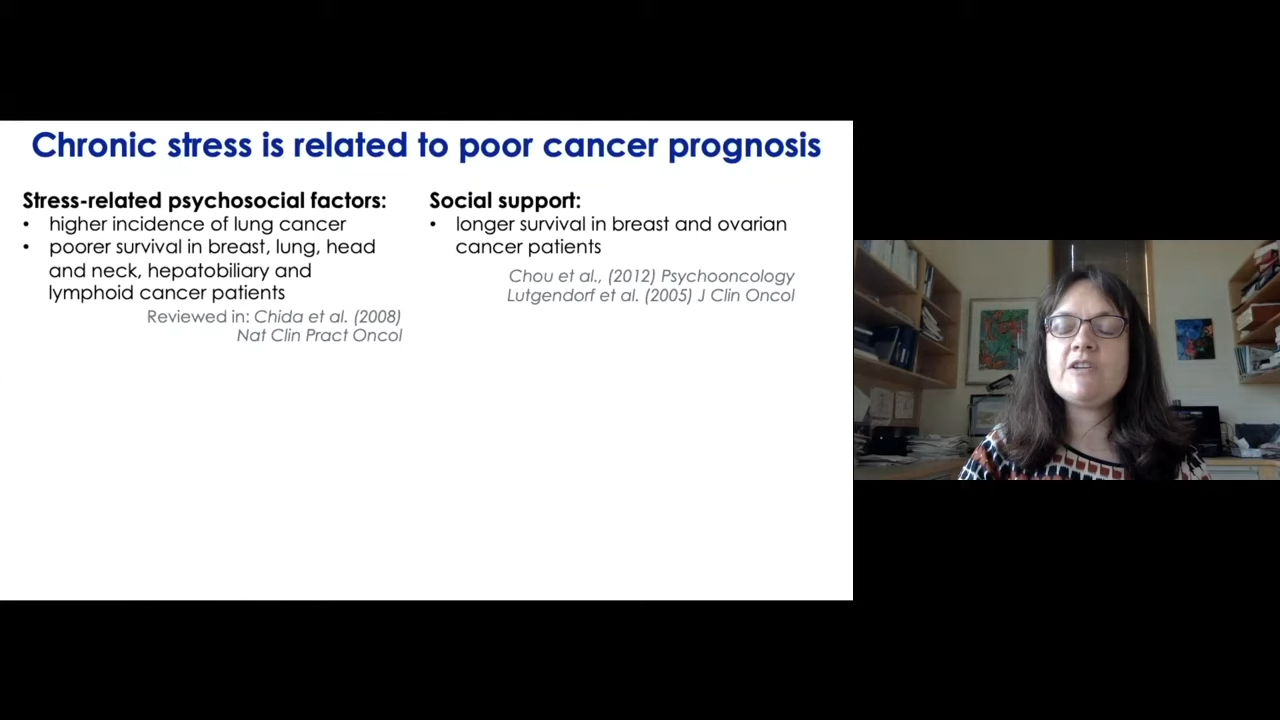 Chronic stress is related to poor cancer prognosis
Stress-related psychosocial factors:
• higher incidence of lung cancer
• poorer survival in breast, lung, head
and neck, hepatobiliary and
lymphoid cancer patients
Reviewed in: Chida et al. (2008)
Nat Clin Pract Oncol
Social support:
• longer survival in breast and ovarian
cancer patients
Chou et al., (2012) Psychooncology
Lutgendorf et al. (2005) J Clin Oncol